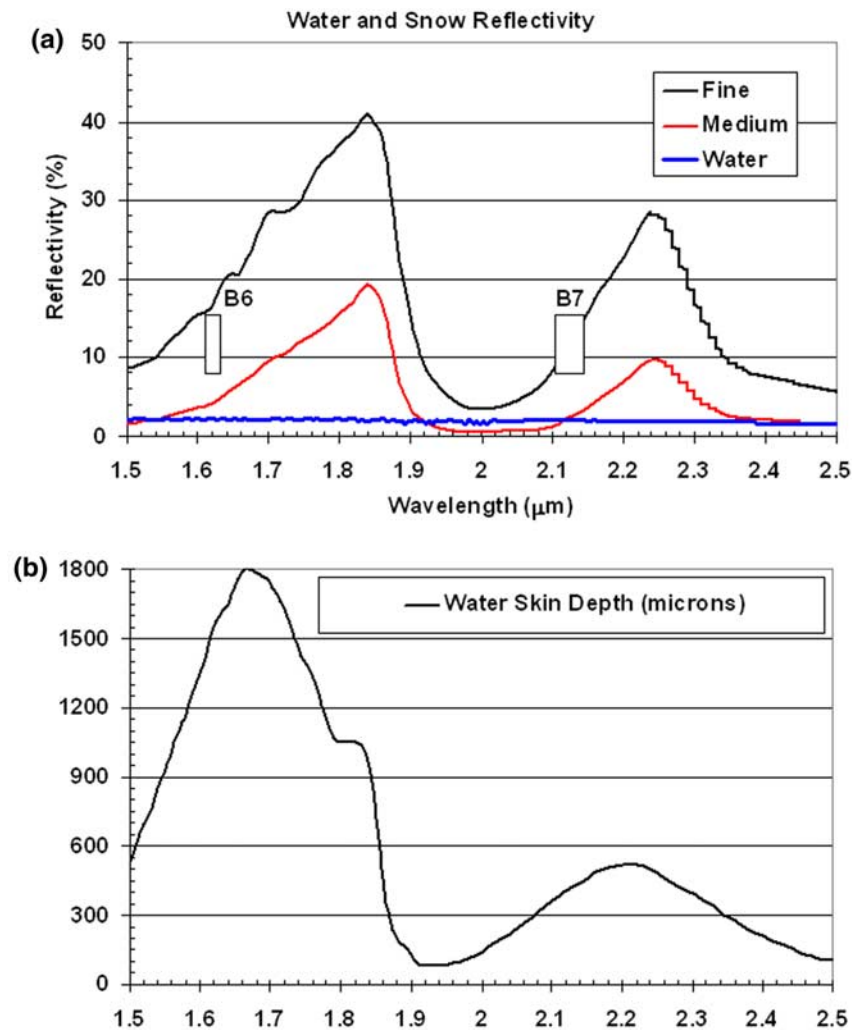 (a)
Water and Snow Reflectivity
50
40
30
20
10
0
Reflectivity (%)
Fine
Medium
Water
B6
B7
1.5 1.6 1.7 1.8 1.9 2 2.1 2.2 2.3 2.4 2.5
Wavelength (μm)
(b)
1800
1500
1200
900
600
300
0
Water Skin Depth (microns)
1.5 1.6 1.7 1.8 1.9 2 2.1 2.2 2.3 2.4 2.5